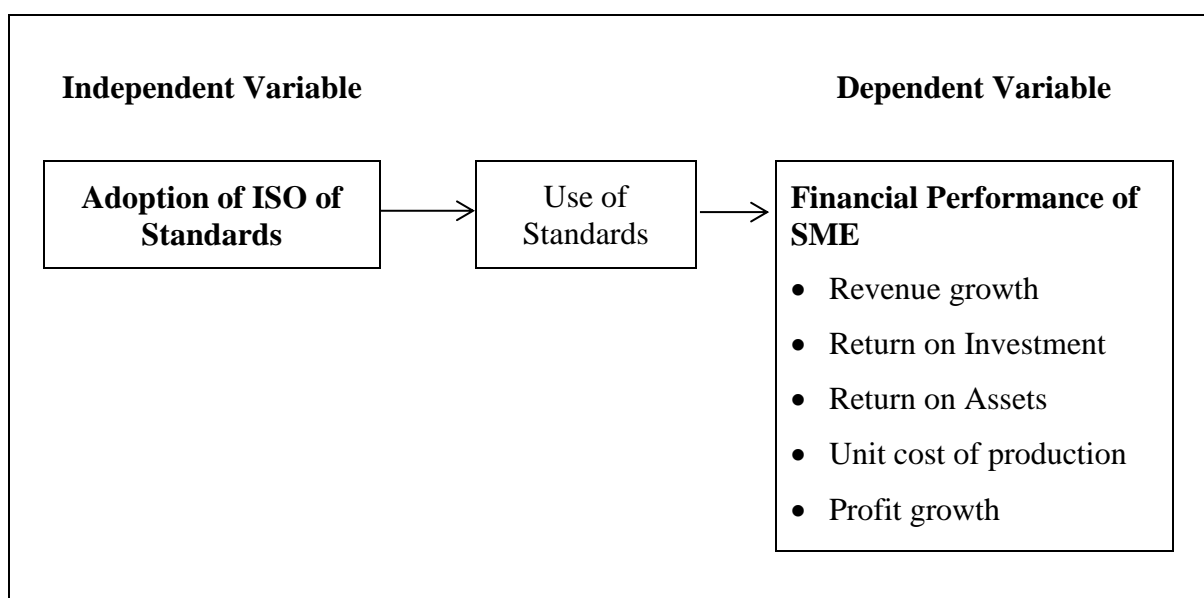 Independent Variable
Dependent Variable
Adoption of ISO of
Standards
Use of
Standards
Financial Performance of
SME
• Revenue growth
• Return on Investment
• Return on Assets
• Unit cost of production
• Profit growth